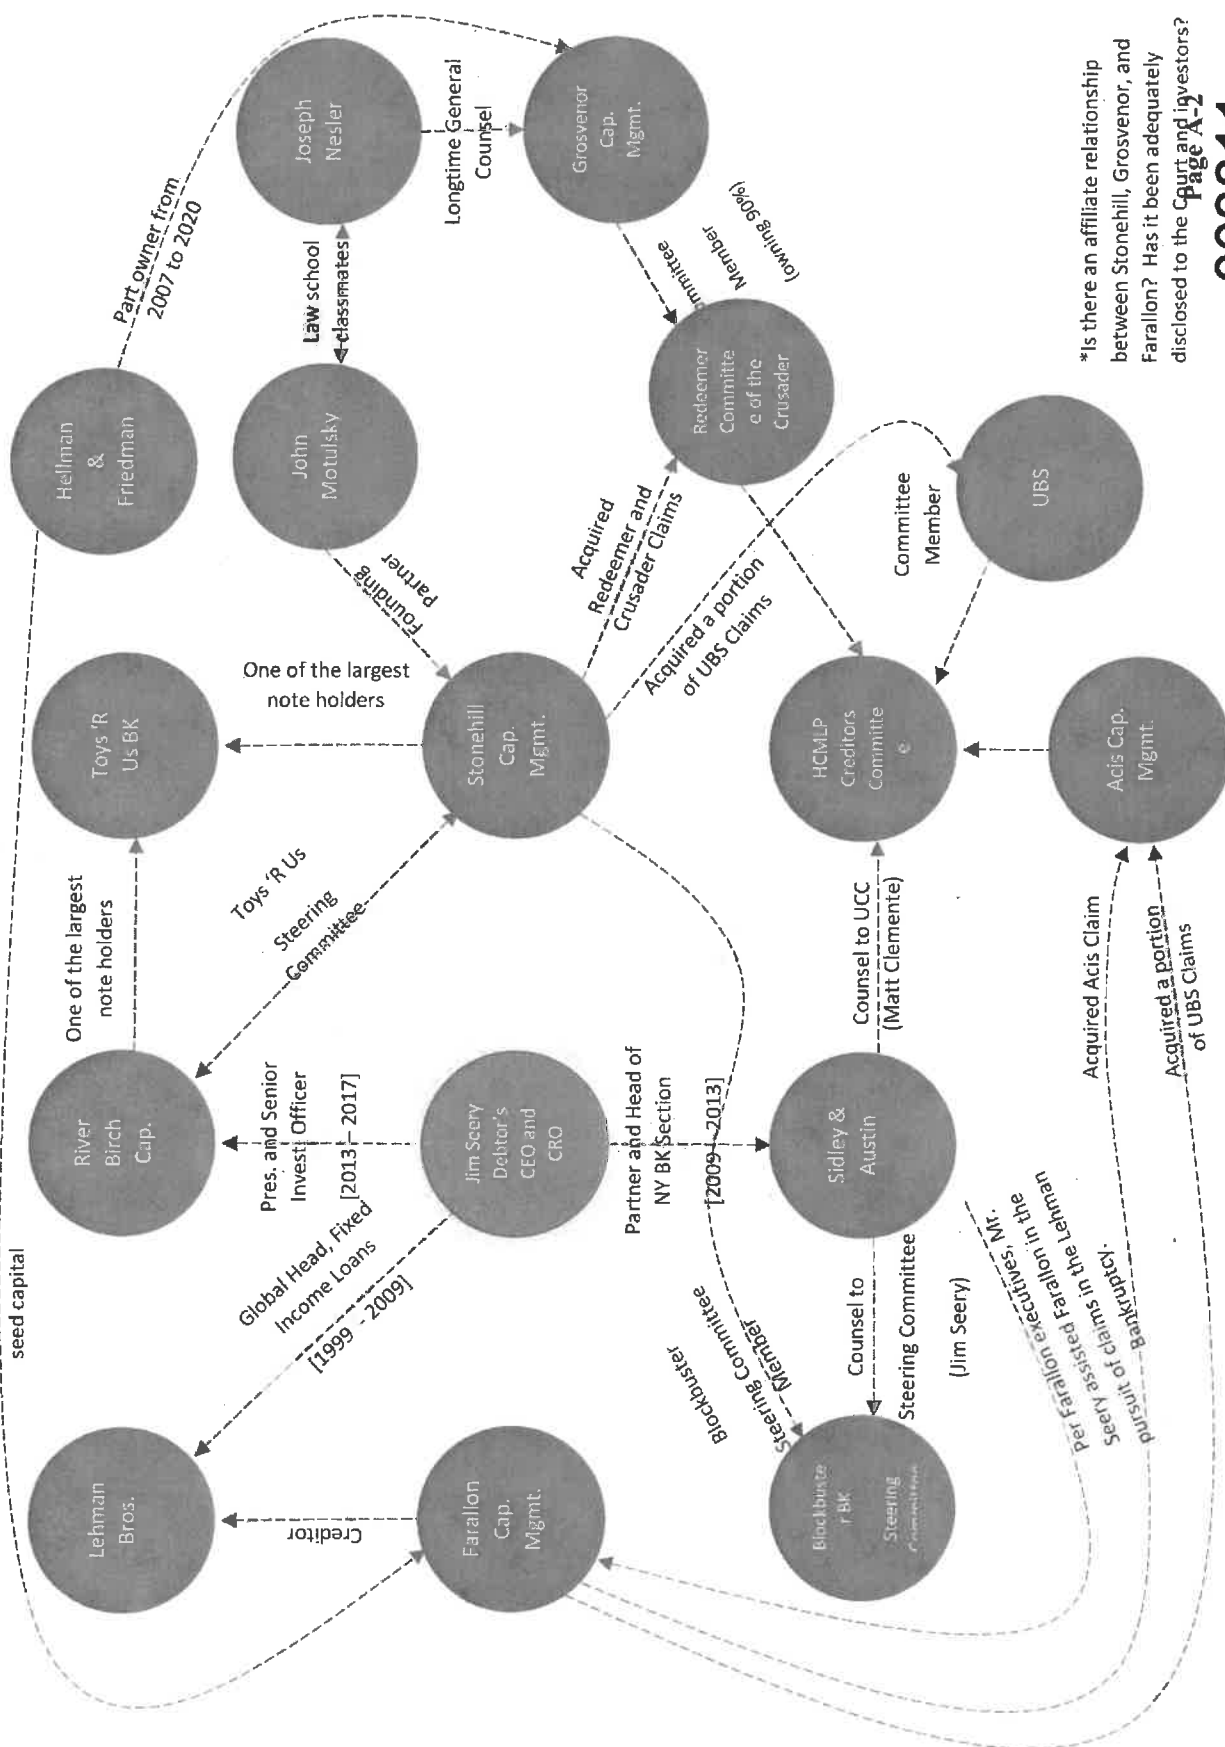 seed capital
Lehman
Bros.
Creditor
Farallon
Cap.
Mgmt.
Global Head, Fixed
Income Loans
[1999 - 2009]
River
Birch
Cap.
One of the largest
note holders
Toys 'R
Us BK
Pres. and Senior
Invest. Officer
[2013 – 2017]
Jim Seery
Debtor's
CEO and
CRO
Toys 'R Us
Steering
Committee
One of the largest
note holders
Stonehill
Cap.
Mgmt.
Hellman
&
Friedman
Part owner from
2007 to 2020
John
Motulsky
Founding
Partner
Law school
classmates
Joseph
Nesler
Longtime General
Counsel
Grosvenor
Cap.
Mgmt.
Committee
Member
(owning 90%)
Redeemer
Committe
e of the
Crusader
Acquired
Redeemer and
Crusader Claims
Acquired a portion
of UBS Claims
Committee
Member
UBS
HCMLP
Creditors
Committe
e
Acis Cap.
Mgmt.
Partner and Head of
NY BK Section
[2009 – 2013]
Sidley &
Austin
Counsel to UCC
(Matt Clemente)
Counsel to
Steering Committee
(Jim Seery)
Blockbuster
Steering Committee
Member
Blockbuste
r BK
Steering
Committee
Per Farallon executives, Mr.
Seery assisted Farallon in the
pursuit of claims in the Lehman
Bankruptcy.
Acquired Acis Claim
Acquired a portion
of UBS Claims
*Is there an affiliate relationship
between Stonehill, Grosvenor, and
Farallon? Has it been adequately
disclosed to the Court and investors?
Page A-2